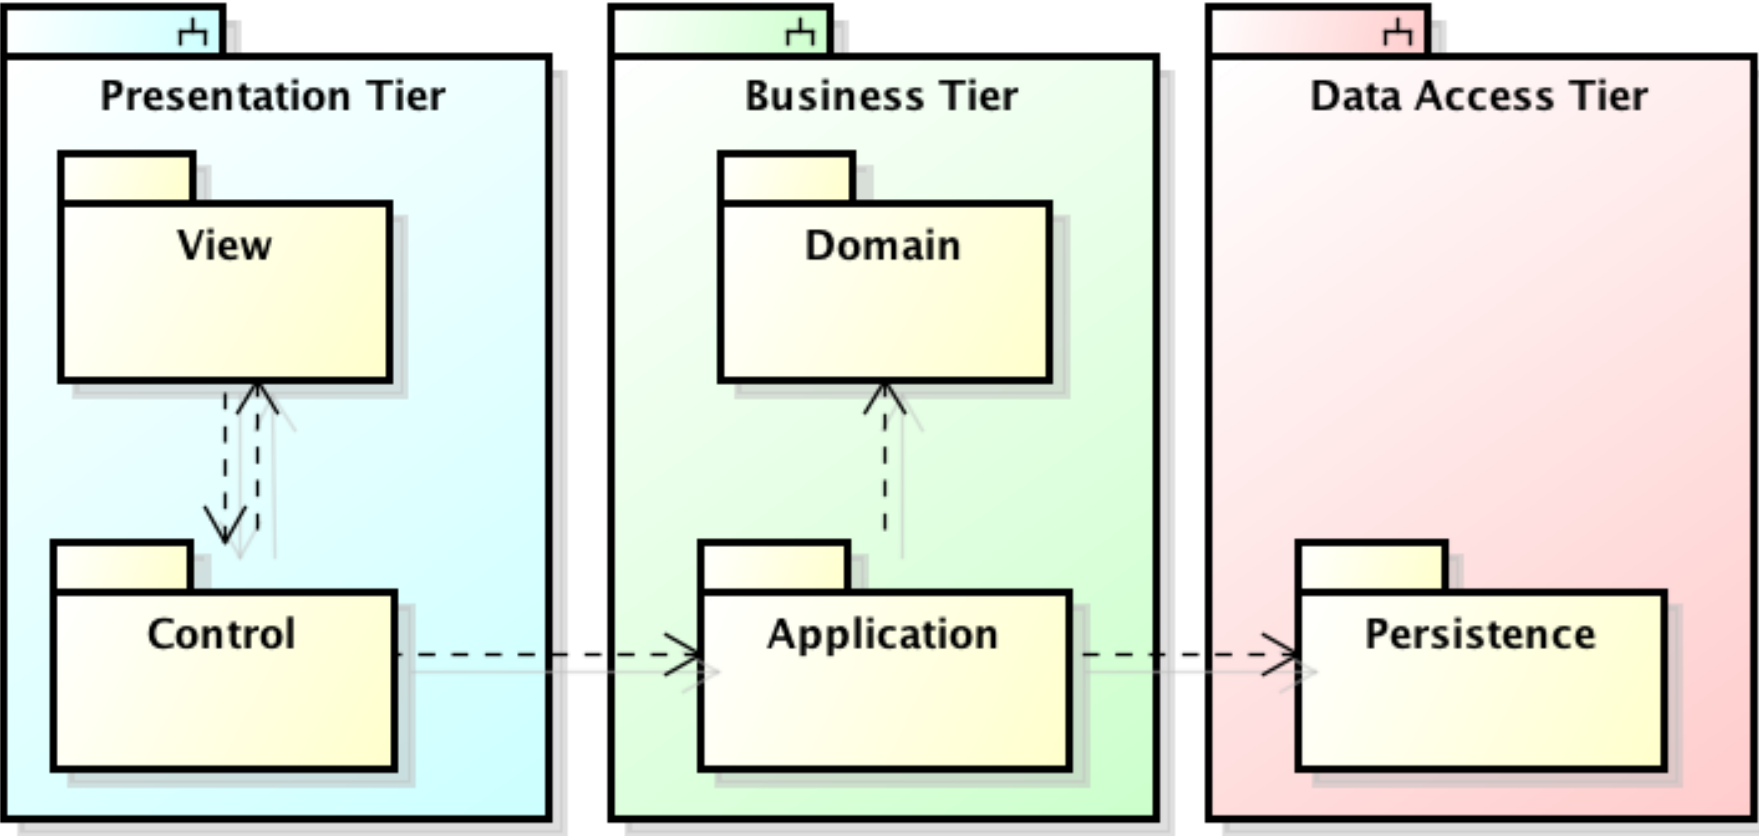 Presentation Tier
View
Control
Business Tier
Domain
Application
Data Access Tier
Persistence